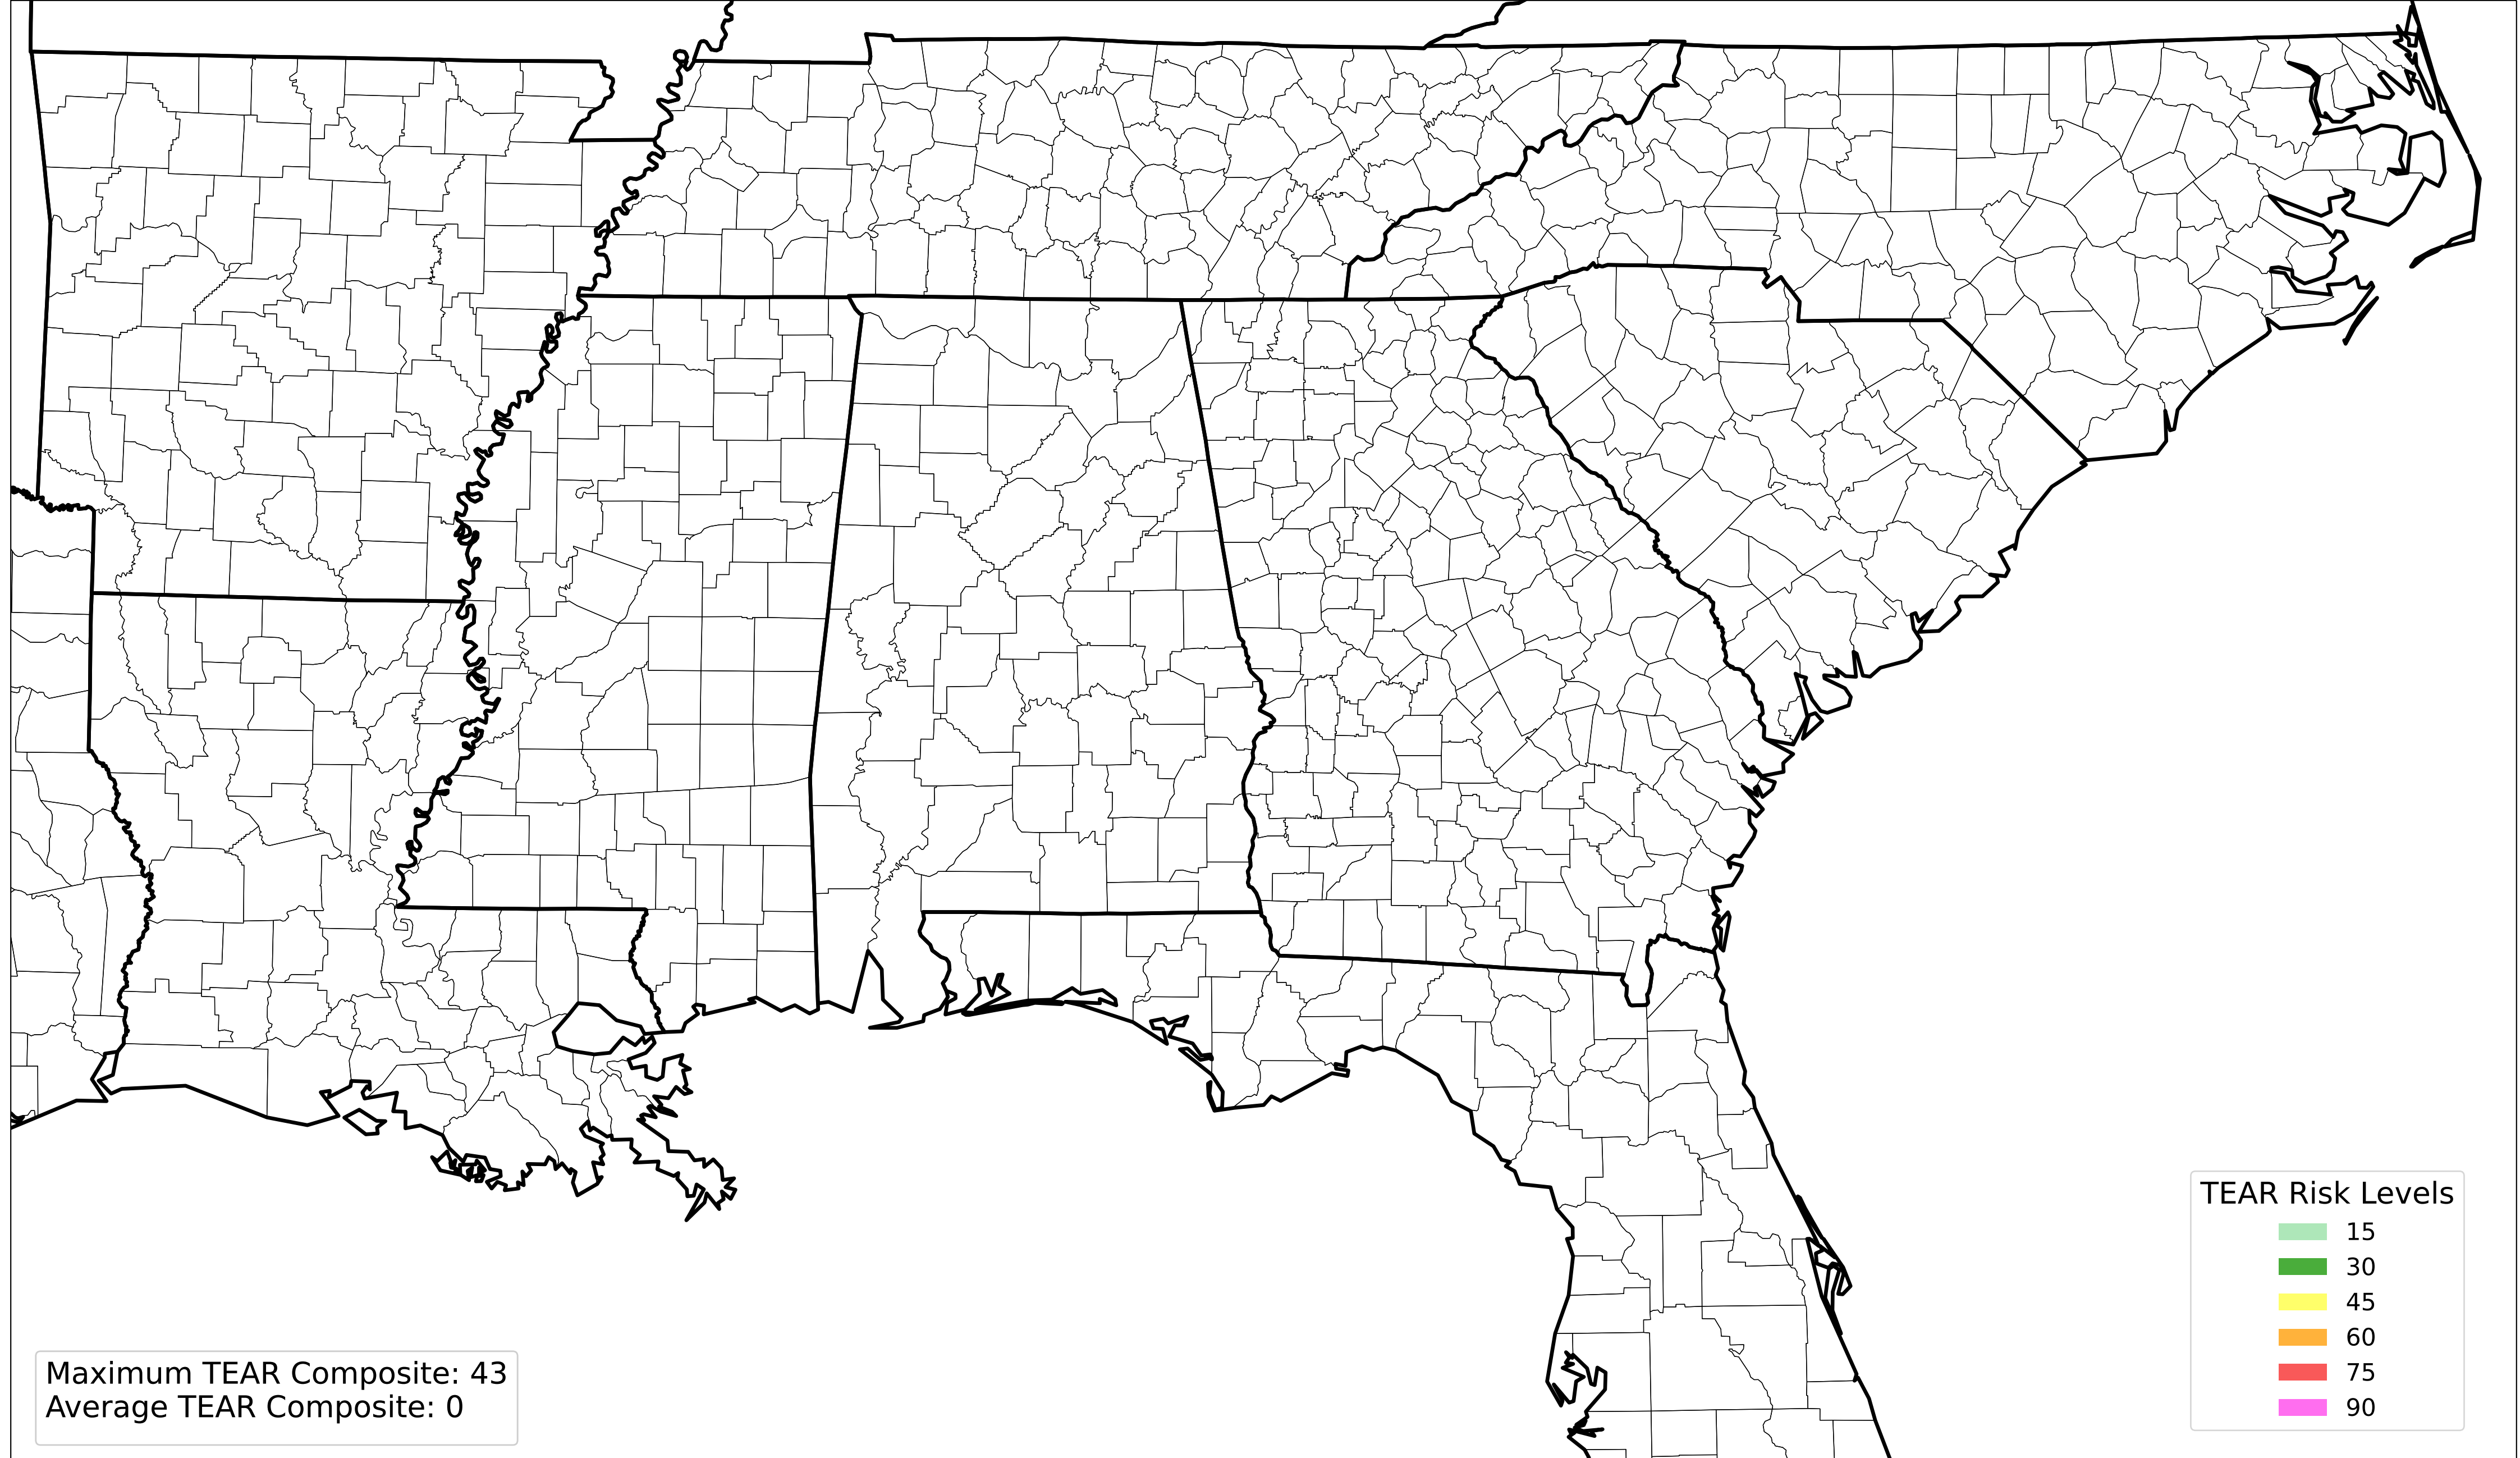 TEAR Risk Levels
15
30
45
60
75
90
Maximum TEAR Composite: 43
Average TEAR Composite: 0